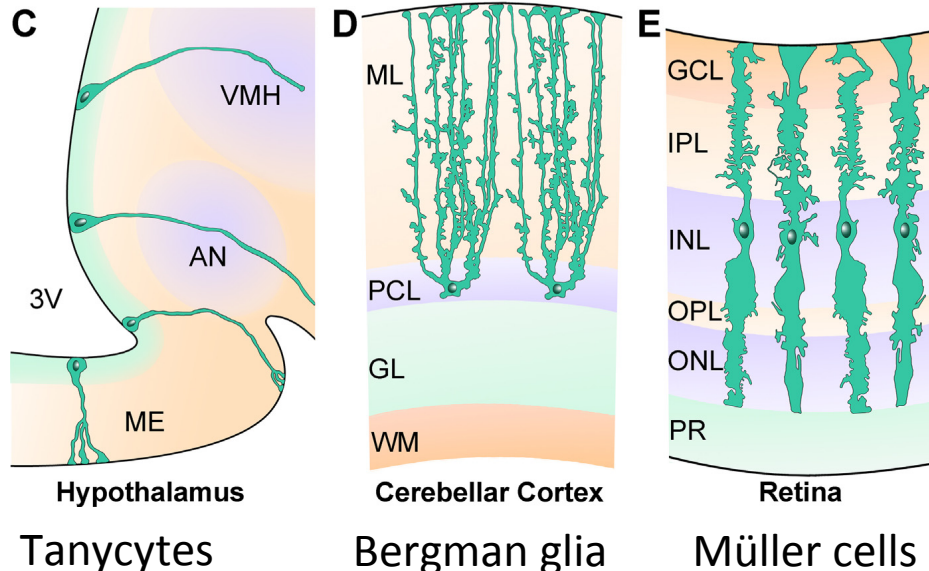 C
VMH
AN
3V
ME
Hypothalamus
Tanycytes
D
ML
PCL
GL
WM
Cerebellar Cortex
Bergman glia
E
GCL
IPL
INL
OPL
ONL
PR
Retina
Müller cells